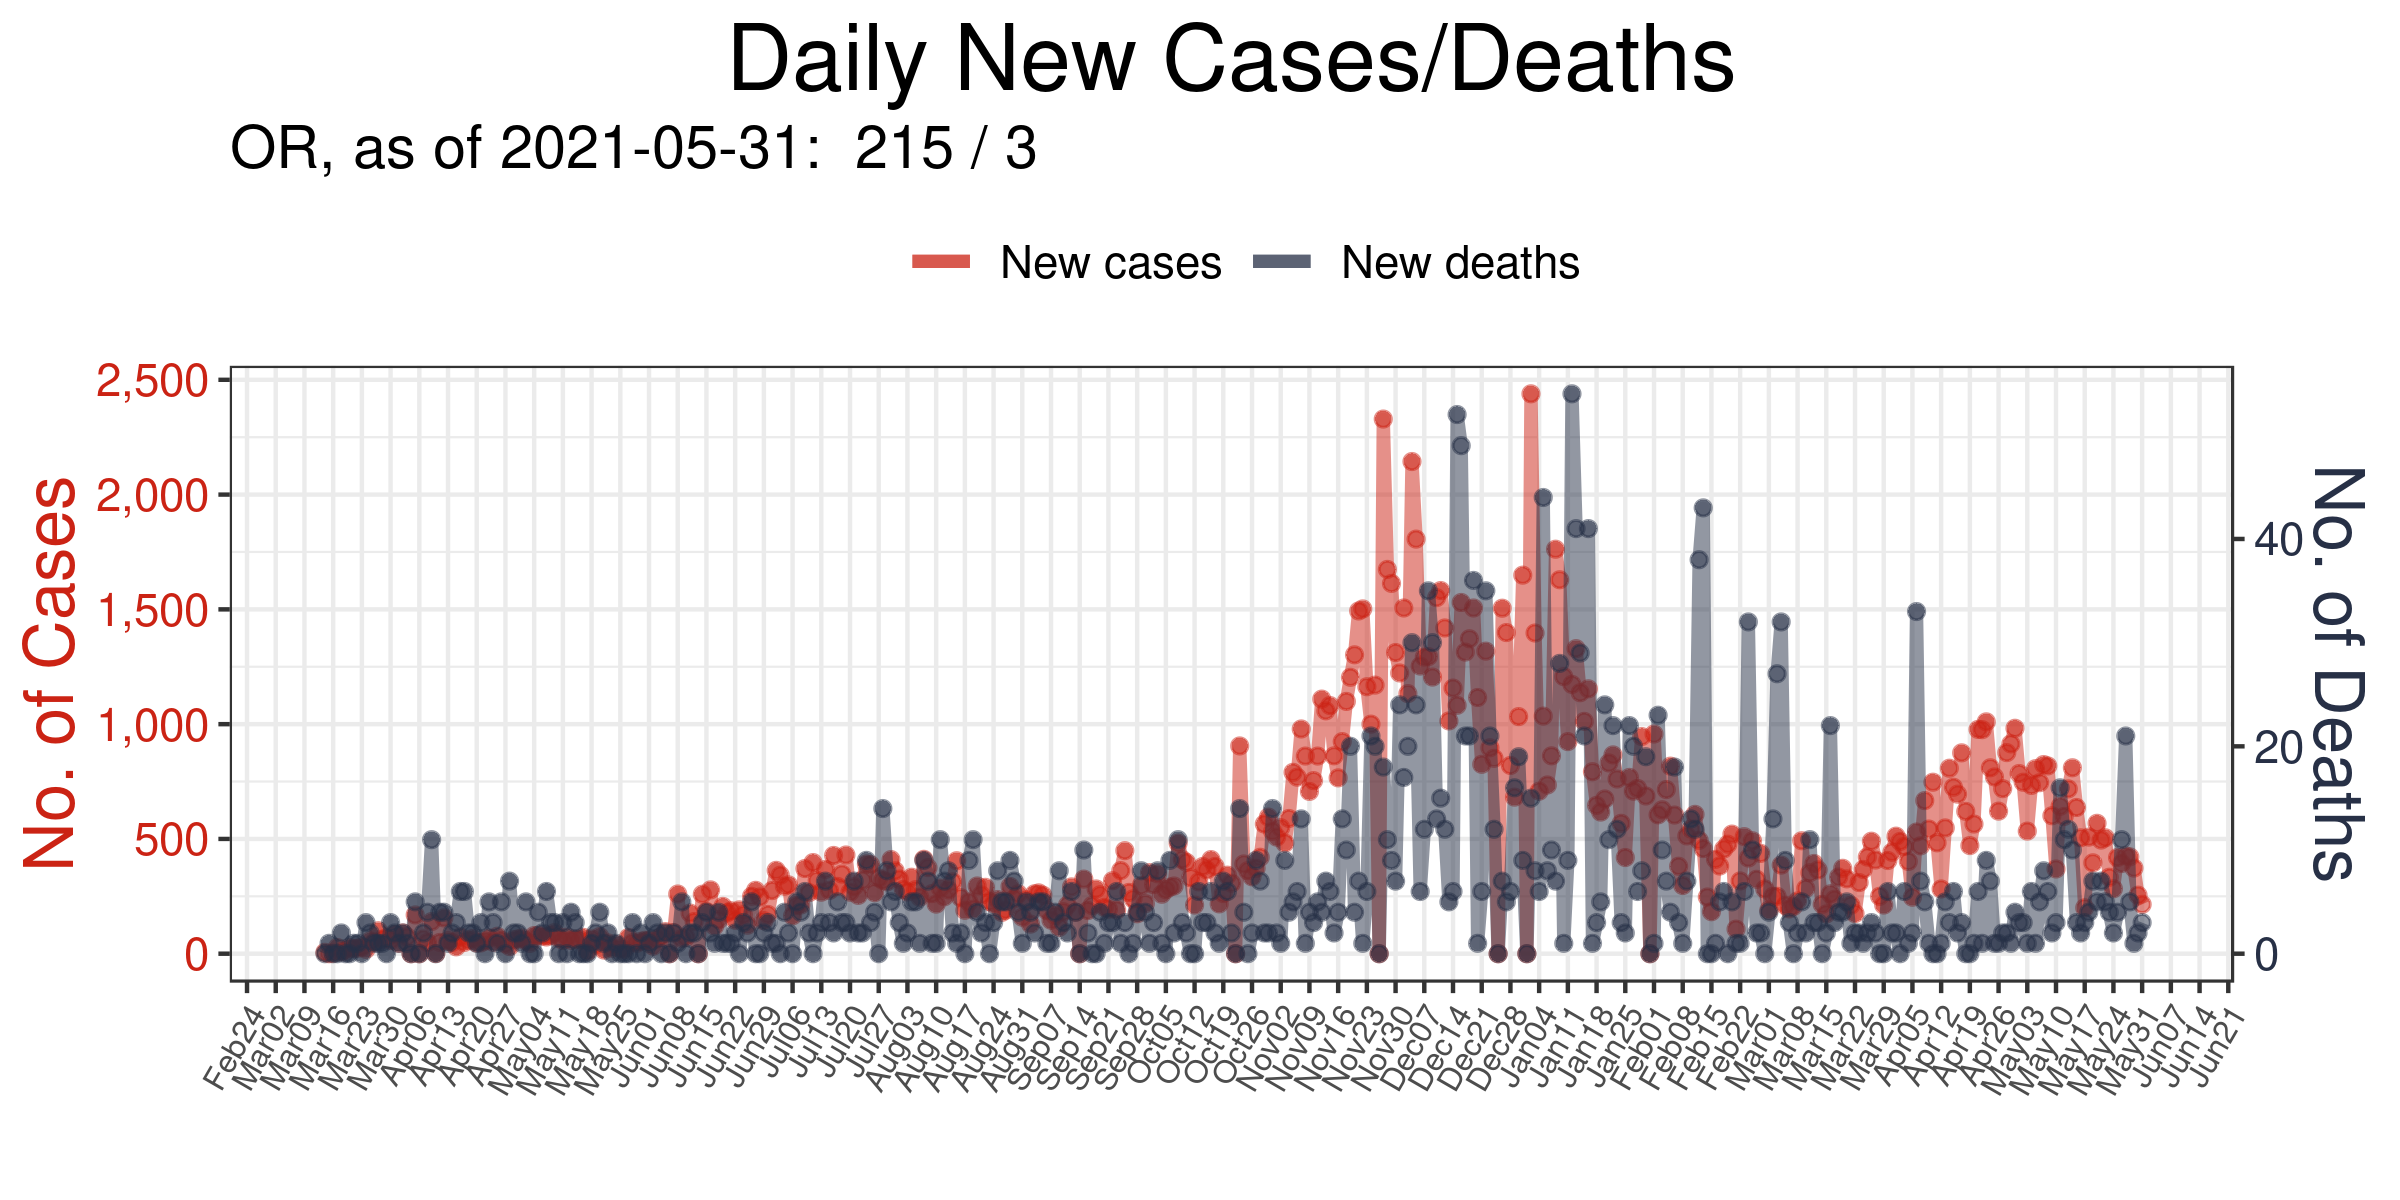 Daily New Cases/Deaths
OR, as of 2021-05-31:  215 / 3
New cases New deaths
No. of Cases
2,500
2,000
1,500
1,000
500
0
40
20
0
No. of Deaths
Feb24 Mar02 Mar09 Mar16 Mar23 Mar30 Apr06 Apr13 Apr20 Apr27 May04 May11 May18 May25 Jun01 Jun08 Jun15 Jun22 Jun29 Jul06 Jul13 Jul20 Jul27 Aug03 Aug10 Aug17 Aug24 Aug31 Sep07 Sep14 Sep21 Sep28 Oct05 Oct12 Oct19 Oct26 Nov02 Nov09 Nov16 Nov23 Nov30 Dec07 Dec14 Dec21 Dec28 Jan04 Jan11 Jan18 Jan25 Feb01 Feb08 Feb15 Feb22 Mar01 Mar08 Mar15 Mar22 Mar29 Apr05 Apr12 Apr19 Apr26 May03 May10 May17 May24 May31 Jun07 Jun14 Jun21